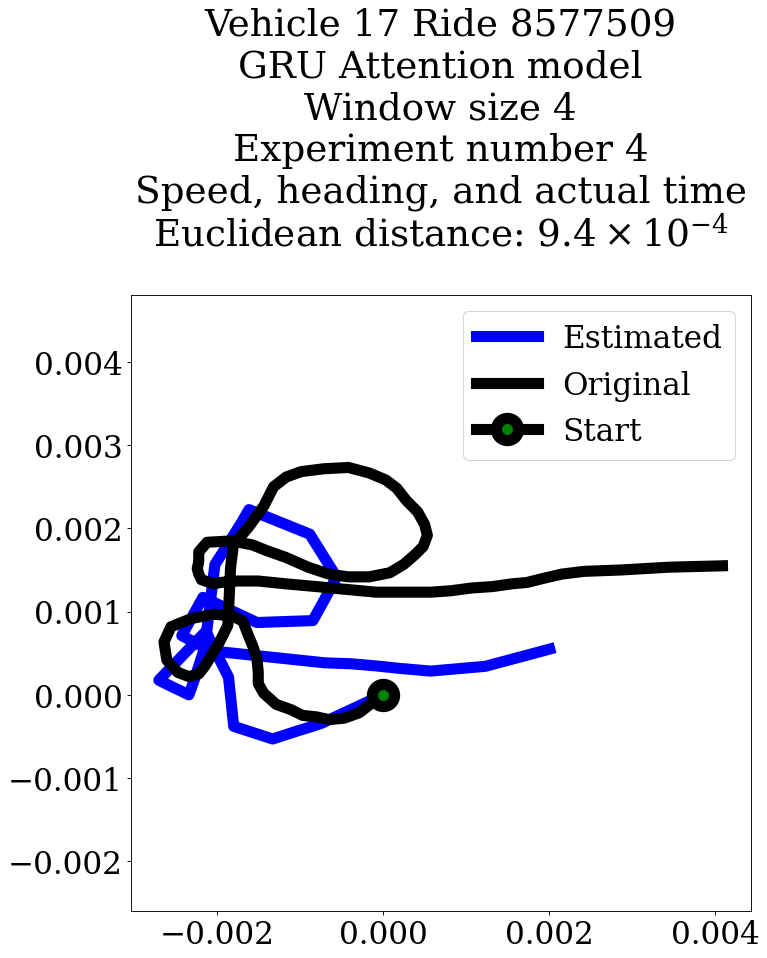 Vehicle 17 Ride 8577509
GRU Attention model
Window size 4
Experiment number 4
Speed, heading, and actual time
Euclidean distance: 9.4 × 10⁻⁴
Estimated
Original
Start
0.004
0.003
0.002
0.001
0.000
−0.001
−0.002
−0.002 0.000 0.002 0.004